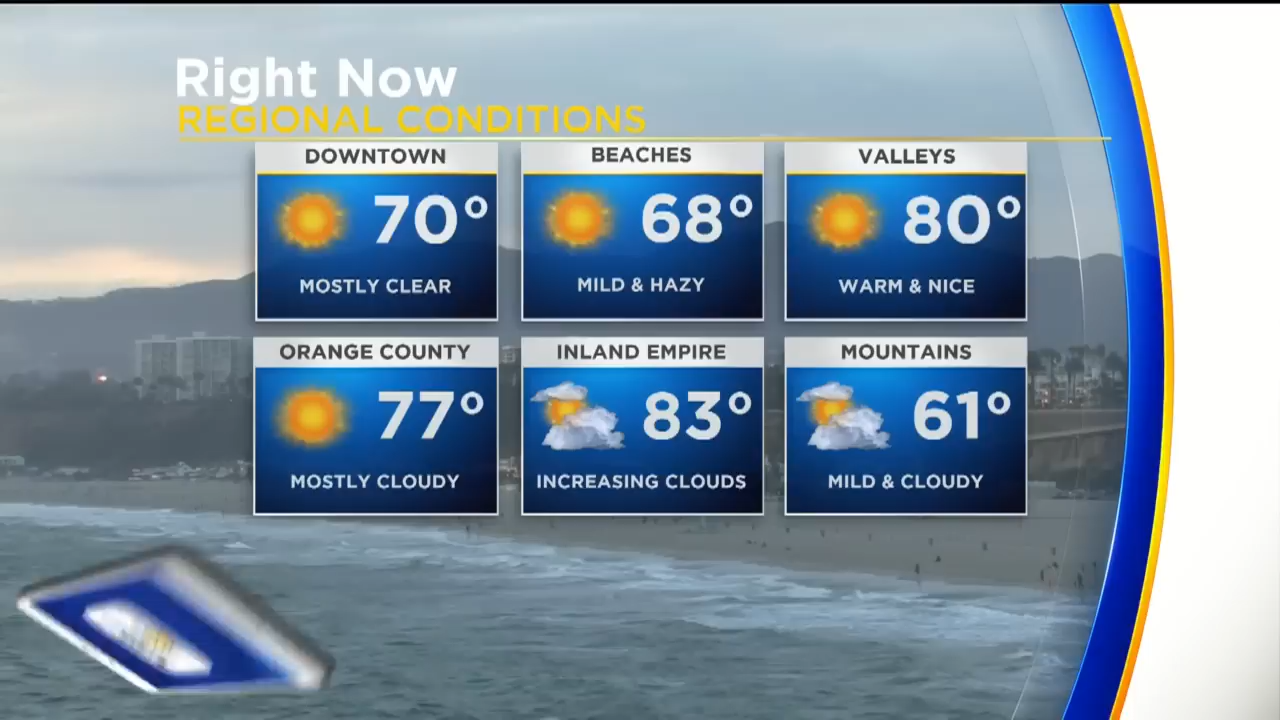 Right Now
REGIONAL CONDITIONS
DOWNTOWN
70°
MOSTLY CLEAR
BEACHES
68°
MILD & HAZY
VALLEYS
80°
WARM & NICE
ORANGE COUNTY
77°
MOSTLY CLOUDY
INLAND EMPIRE
83°
INCREASING CLOUDS
MOUNTAINS
61°
MILD & CLOUDY